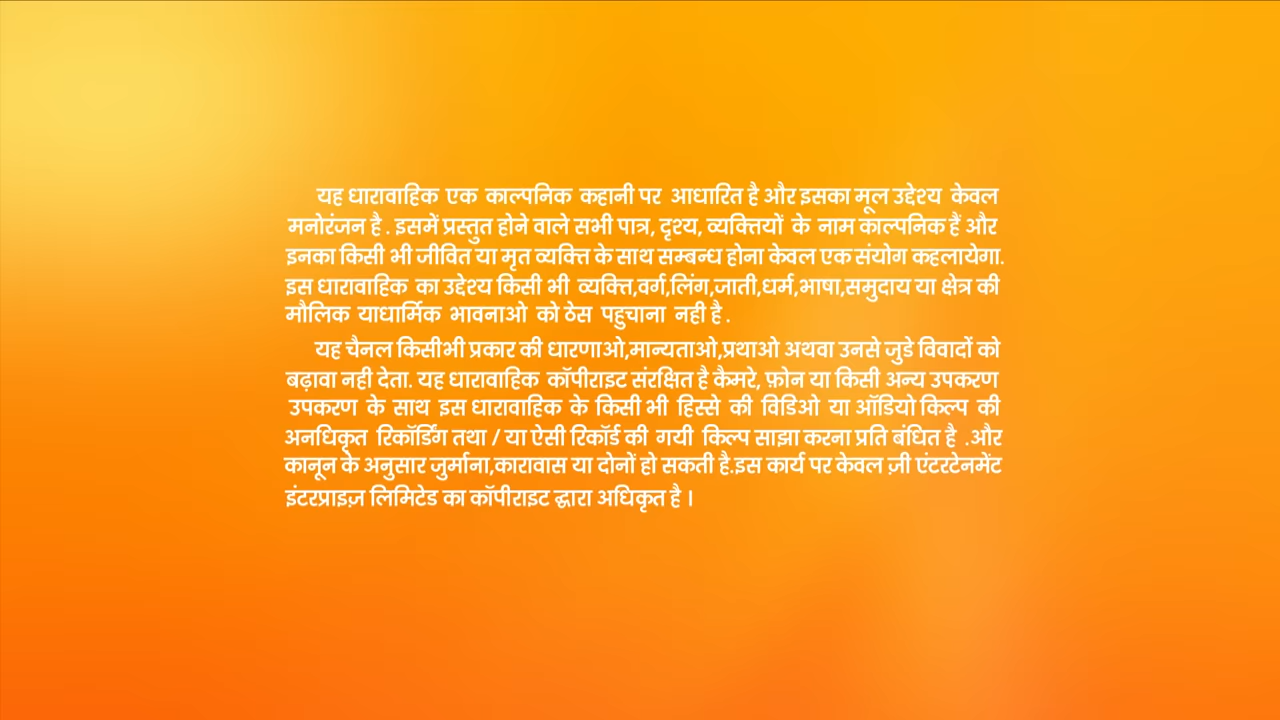 यह धारावाहिक एक काल्पनिक कहानी पर आधारित है और इसका मूल उद्देश्य केवल
मनोरंजन है . इसमें प्रस्तुत होने वाले सभी पात्र, दृश्य, व्यक्तियों के नाम काल्पनिक हैं और
इनका किसी भी जीवित या मृत व्यक्ति के साथ सम्बन्ध होना केवल एक संयोग कहलायेगा.
इस धारावाहिक का उद्देश्य किसी भी व्यक्ति,वर्ग,लिंग,जाती,धर्म,भाषा,समुदाय या क्षेत्र की
मौलिक याधार्मिक भावनाओ को ठेस पहुचाना नही है .
यह चैनल किसीभी प्रकार की धारणाओ,मान्यताओ,प्रथाओ अथवा उनसे जुडे विवादों को
बढ़ावा नही देता. यह धारावाहिक कॉपीराइट संरक्षित है कैमरे, फ़ोन या किसी अन्य उपकरण
उपकरण के साथ इस धारावाहिक के किसी भी हिस्से की विडिओ या ऑडियो किल्प की
अनधिकृत रिकॉर्डिंग तथा / या ऐसी रिकॉर्ड की गयी किल्प साझा करना प्रति बंधित है .और
कानून के अनुसार जुर्माना,कारावास या दोनों हो सकती है.इस कार्य पर केवल ज़ी एंटरटेनमेंट
इंटरप्राइज़ लिमिटेड का कॉपीराइट द्धारा अधिकृत है ।